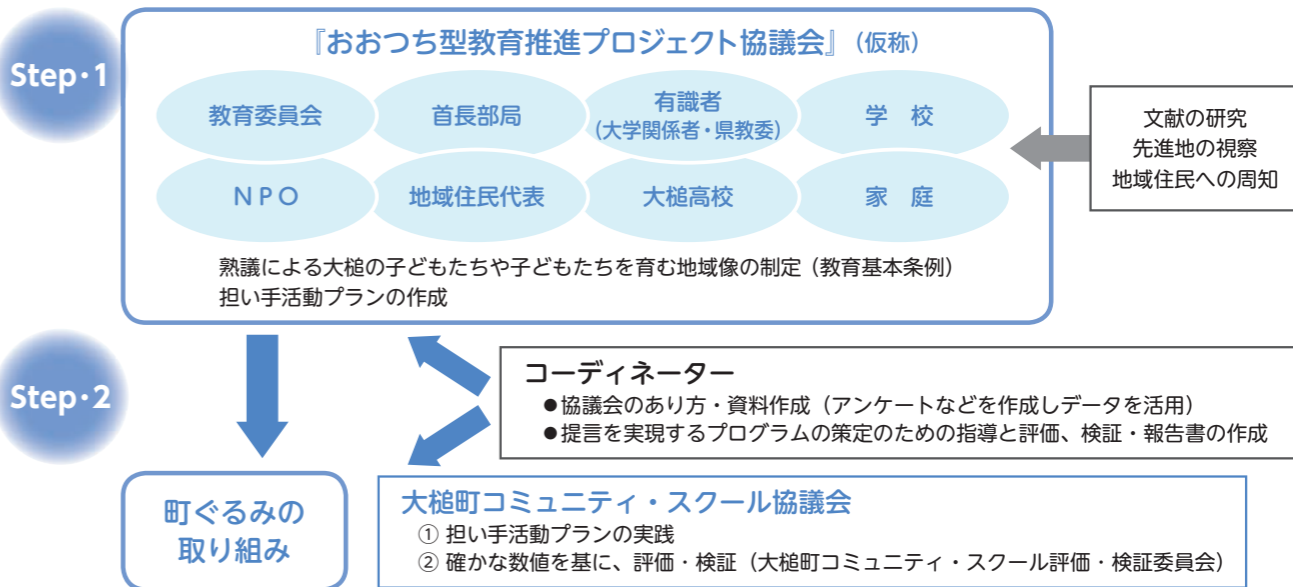 Step・1
『おおつち型教育推進プロジェクト協議会』（仮称）
教育委員会
首長部局
有識者
（大学関係者・県教委）
学　校
ＮＰＯ
地域住民代表
大槌高校
家　庭
熟議による大槌の子どもたちや子どもたちを育む地域像の制定（教育基本条例）
担い手活動プランの作成
文献の研究
先進地の視察
地域住民への周知
Step・2
コーディネーター
●協議会のあり方・資料作成（アンケートなどを作成しデータを活用）
●提言を実現するプログラムの策定のための指導と評価、検証・報告書の作成
町ぐるみの
取り組み
大槌町コミュニティ・スクール協議会
① 担い手活動プランの実践
② 確かな数値を基に、評価・検証（大槌町コミュニティ・スクール評価・検証委員会）